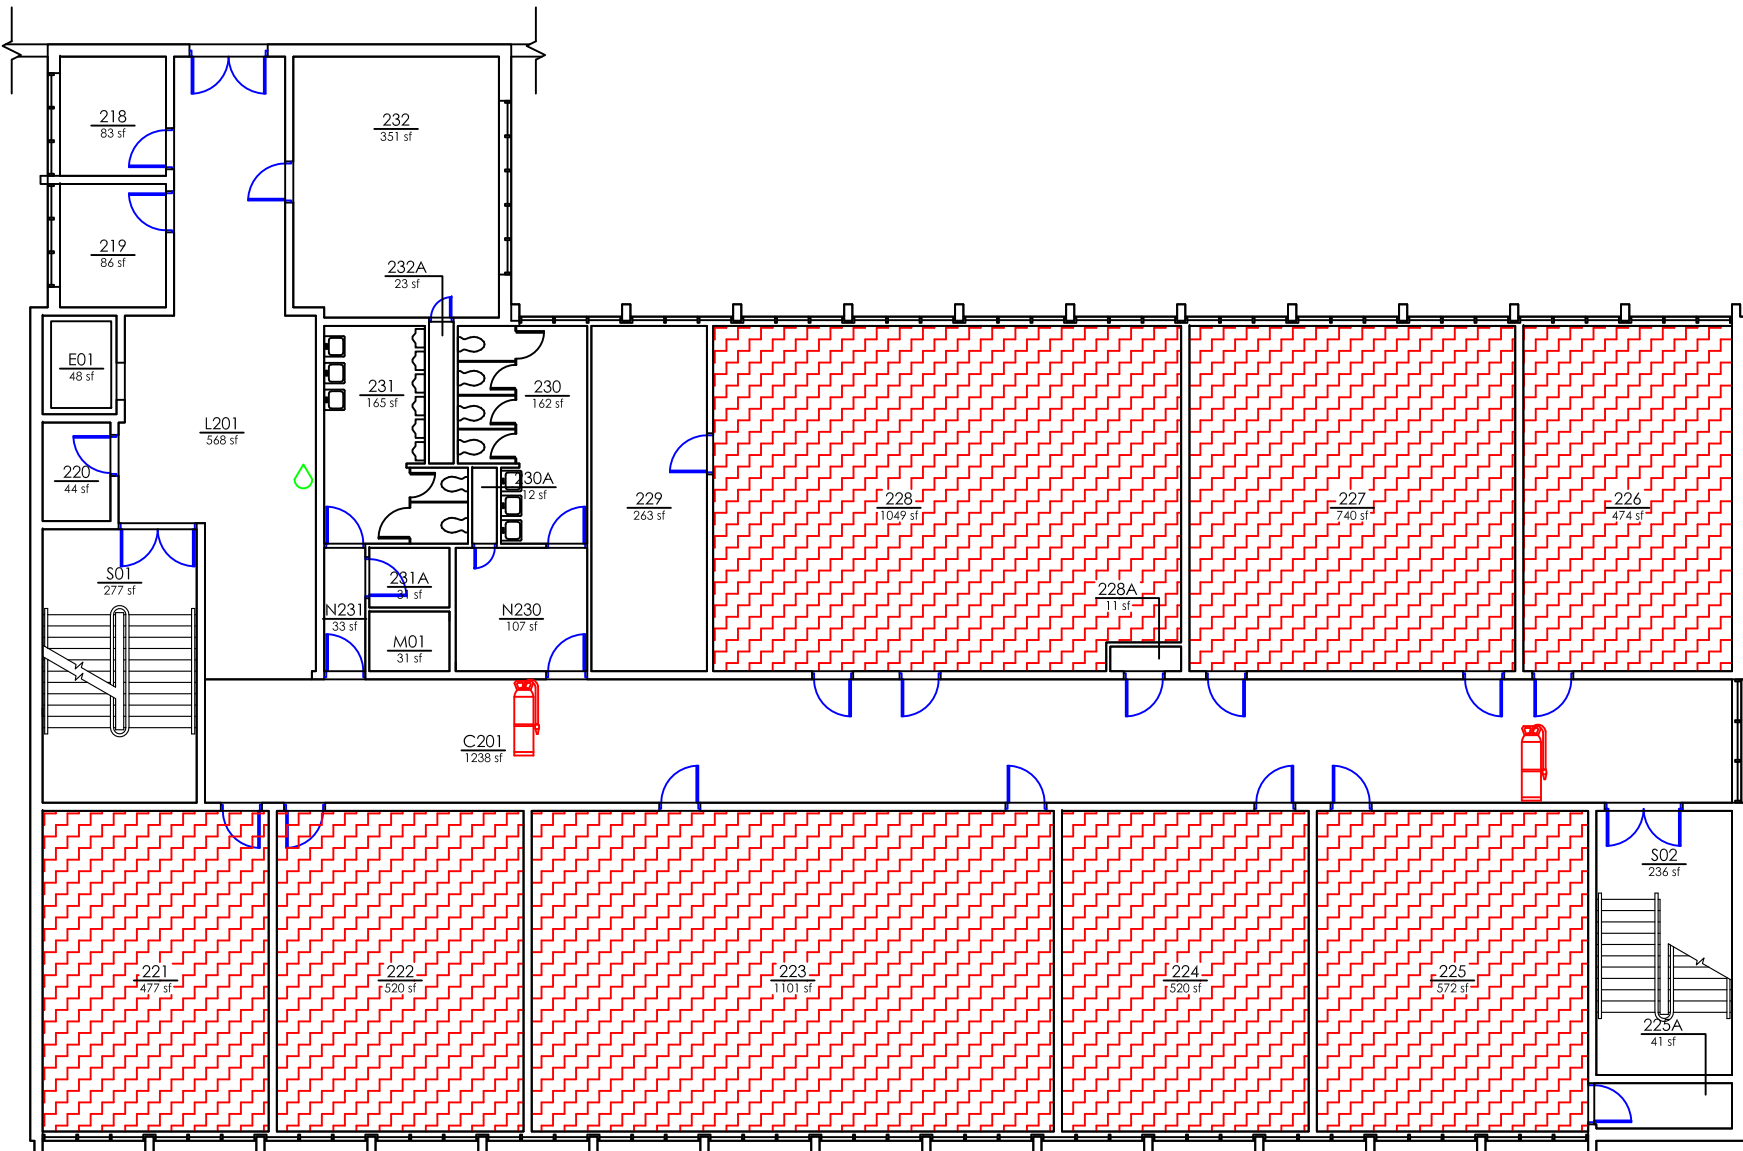 218
83 sf
232
351 sf
219
86 sf
232A
23 sf
E01
48 sf
231
165 sf
230
162 sf
L201
568 sf
220
44 sf
230A
12 sf
229
263 sf
228
1049 sf
227
740 sf
226
474 sf
S01
277 sf
231A
31 sf
228A
11 sf
N231
33 sf
N230
107 sf
M01
31 sf
C201
1238 sf
S02
236 sf
221
477 sf
222
520 sf
223
1101 sf
224
520 sf
225
572 sf
225A
41 sf